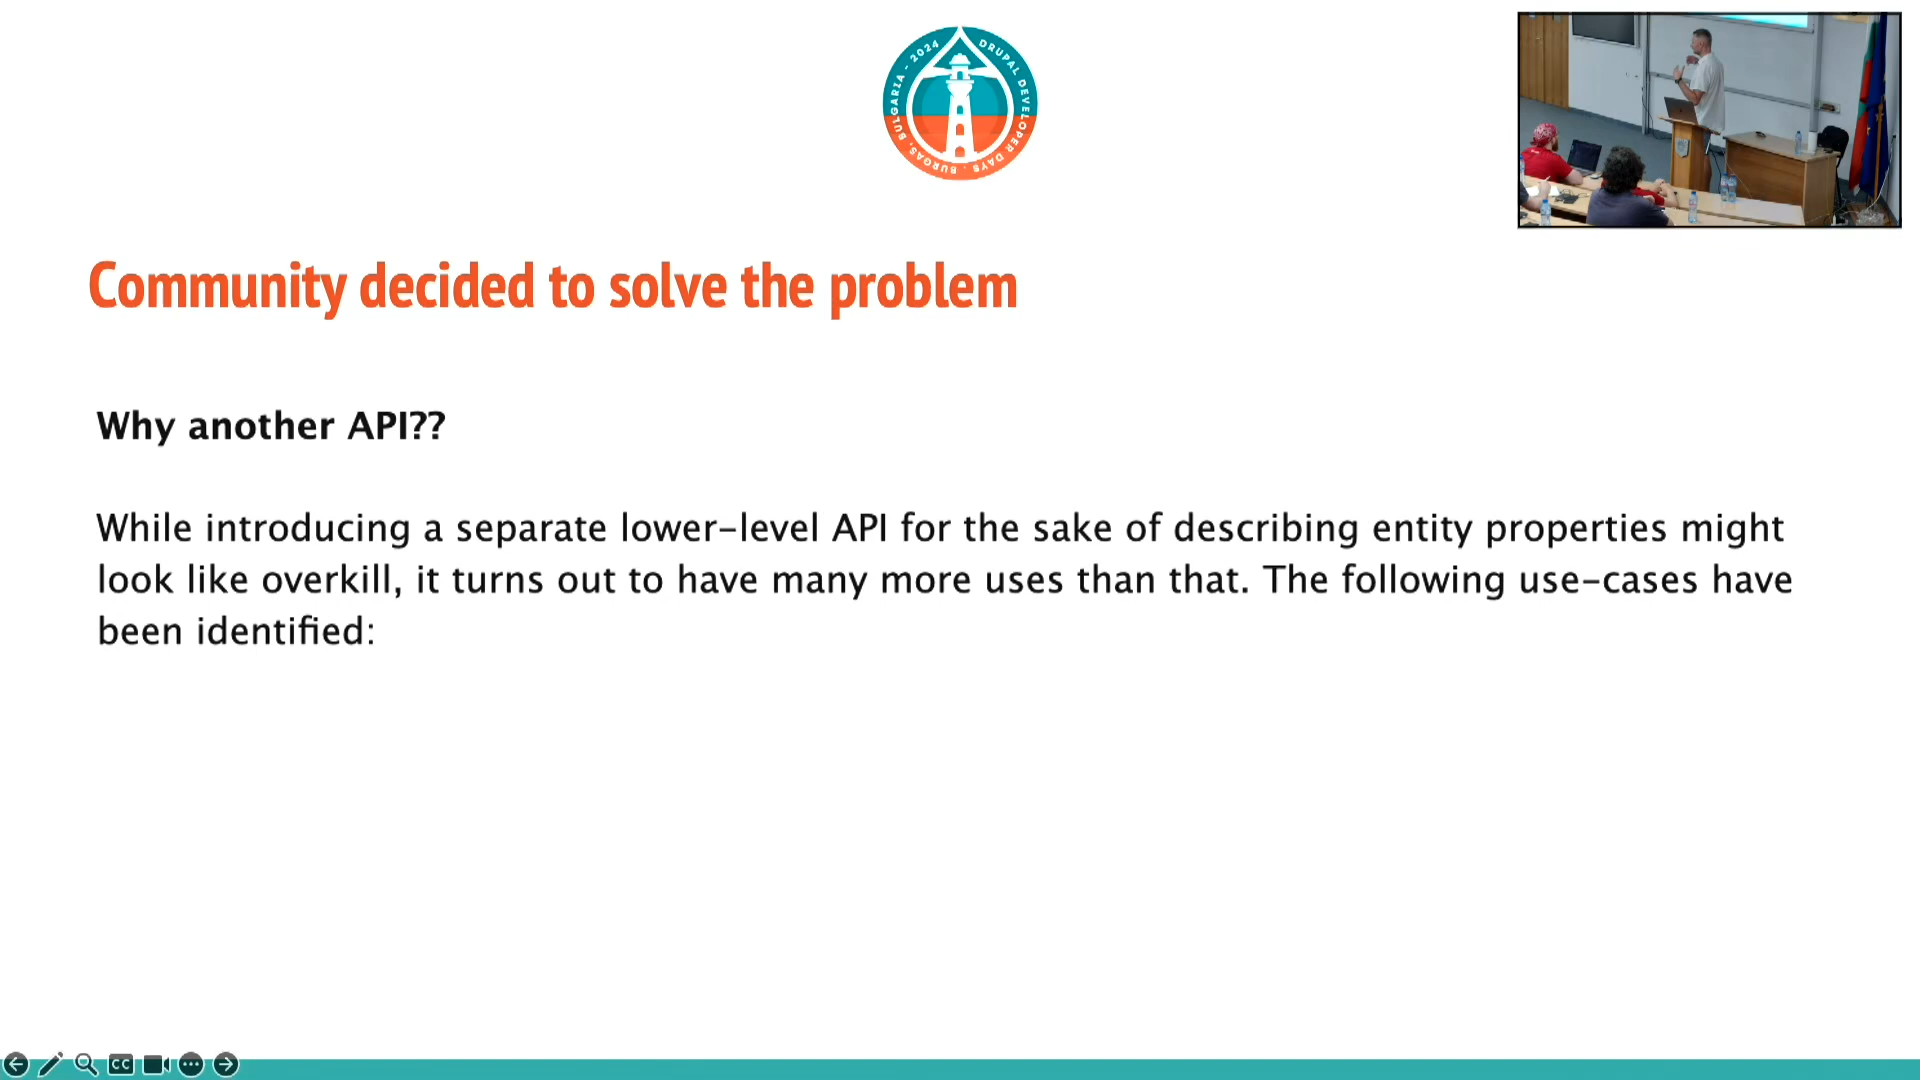 BURGAS, BULGARIA - 2024 DRUPAL DEVELOPER DAYS •
Community decided to solve the problem
Why another API??
While introducing a separate lower-level API for the sake of describing entity properties might
look like overkill, it turns out to have many more uses than that. The following use-cases have
been identified:
CC